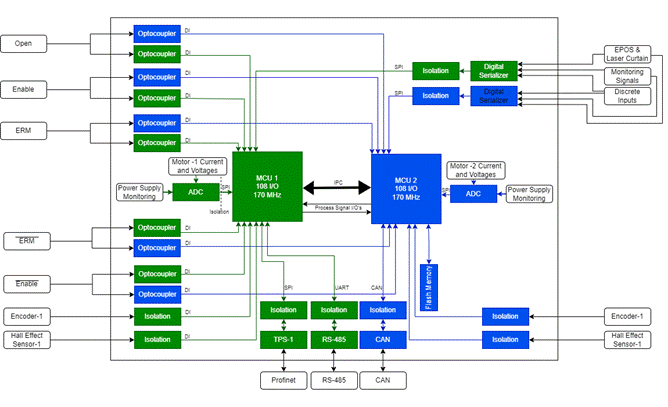 Open
Optocoupler
DI
Optocoupler
DI
Enable
Optocoupler
DI
Optocoupler
DI
ERM
Optocoupler
DI
Optocoupler
DI
SPI
Isolation
Digital
Serializer
EPOS &
Laser Curtain
Monitoring
Signals
SPI
Isolation
Digital
Serializer
Discrete
Inputs
Motor -1 Current
and Voltages
Power Supply
Monitoring
ADC
SPI
Isolation
MCU 1
108 I/O
170 MHz
IPC
Process Signal I/O's
MCU 2
108 I/O
170 MHz
SPI
Motor -2 Current
and Voltages
ADC
Power Supply
Monitoring
ERM
Optocoupler
DI
Optocoupler
DI
Enable
Optocoupler
DI
Optocoupler
DI
Encoder-1
Isolation
DI
Hall Effect
Sensor-1
Isolation
DI
SPI
UART
CAN
Flash Memory
Isolation
Isolation
Isolation
TPS-1
RS-485
CAN
Profinet
RS-485
CAN
Isolation
Encoder-1
Isolation
Hall Effect
Sensor-1